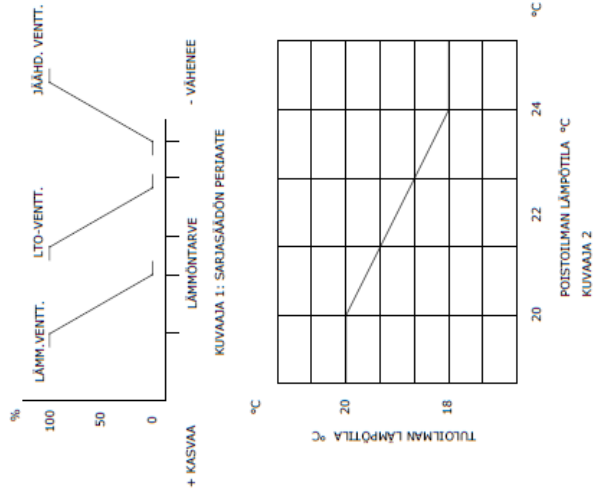 %
LÄMM.VENTT.
LTO-VENTT.
JÄÄHD. VENTT.
100
50
0
+ KASVAA
LÄMMÖNTARVE
- VÄHENEE
KUVAAJA 1: SARJASÄÄDÖN PERIAATE
°C
TULOILMAN LÄMPÖTILA °C
20
18
20
22
24
°C
POISTOILMAN LÄMPÖTILA °C
KUVAAJA 2